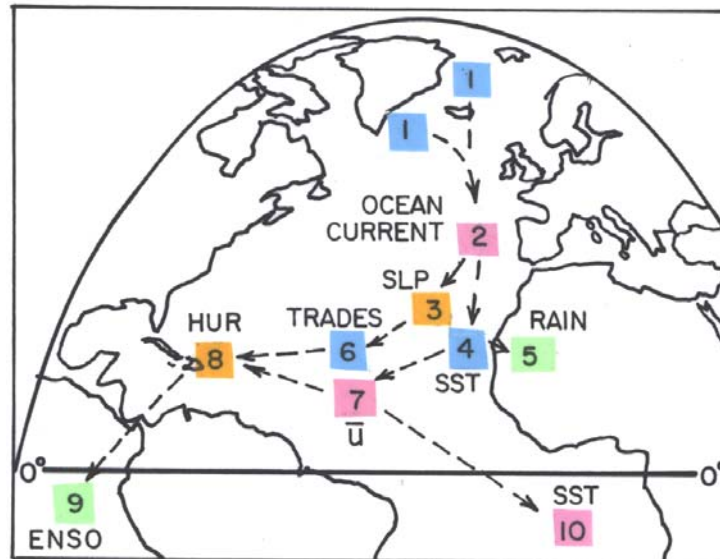 1
1
OCEAN
CURRENT
2
SLP
3
HUR
TRADES
RAIN
8
6
4
5
SST
7
u̅
0°
0°
9
SST
ENSO
10